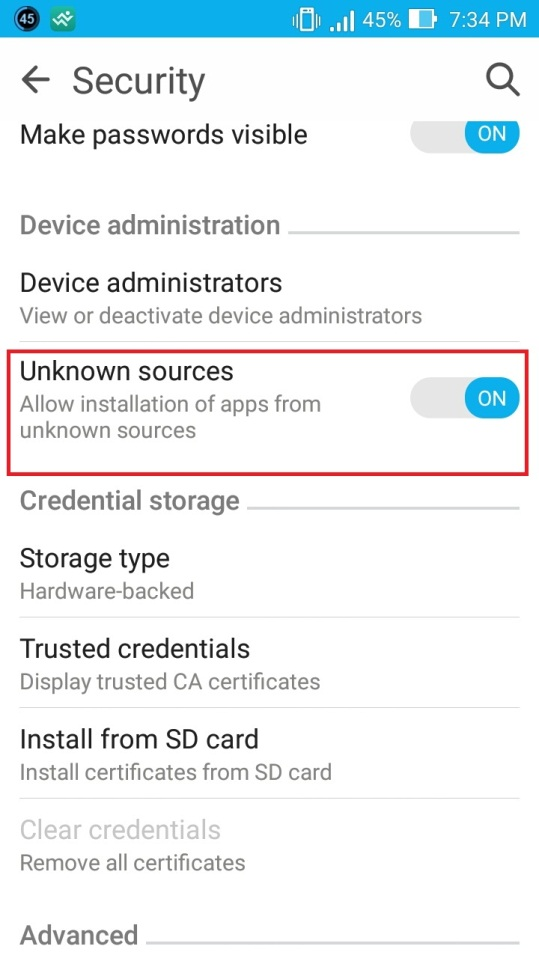 45 45% 7:34 PM
Security
Make passwords visible ON
Device administration
Device administrators
View or deactivate device administrators
Unknown sources
Allow installation of apps from
unknown sources
ON
Credential storage
Storage type
Hardware-backed
Trusted credentials
Display trusted CA certificates
Install from SD card
Install certificates from SD card
Clear credentials
Remove all certificates
Advanced